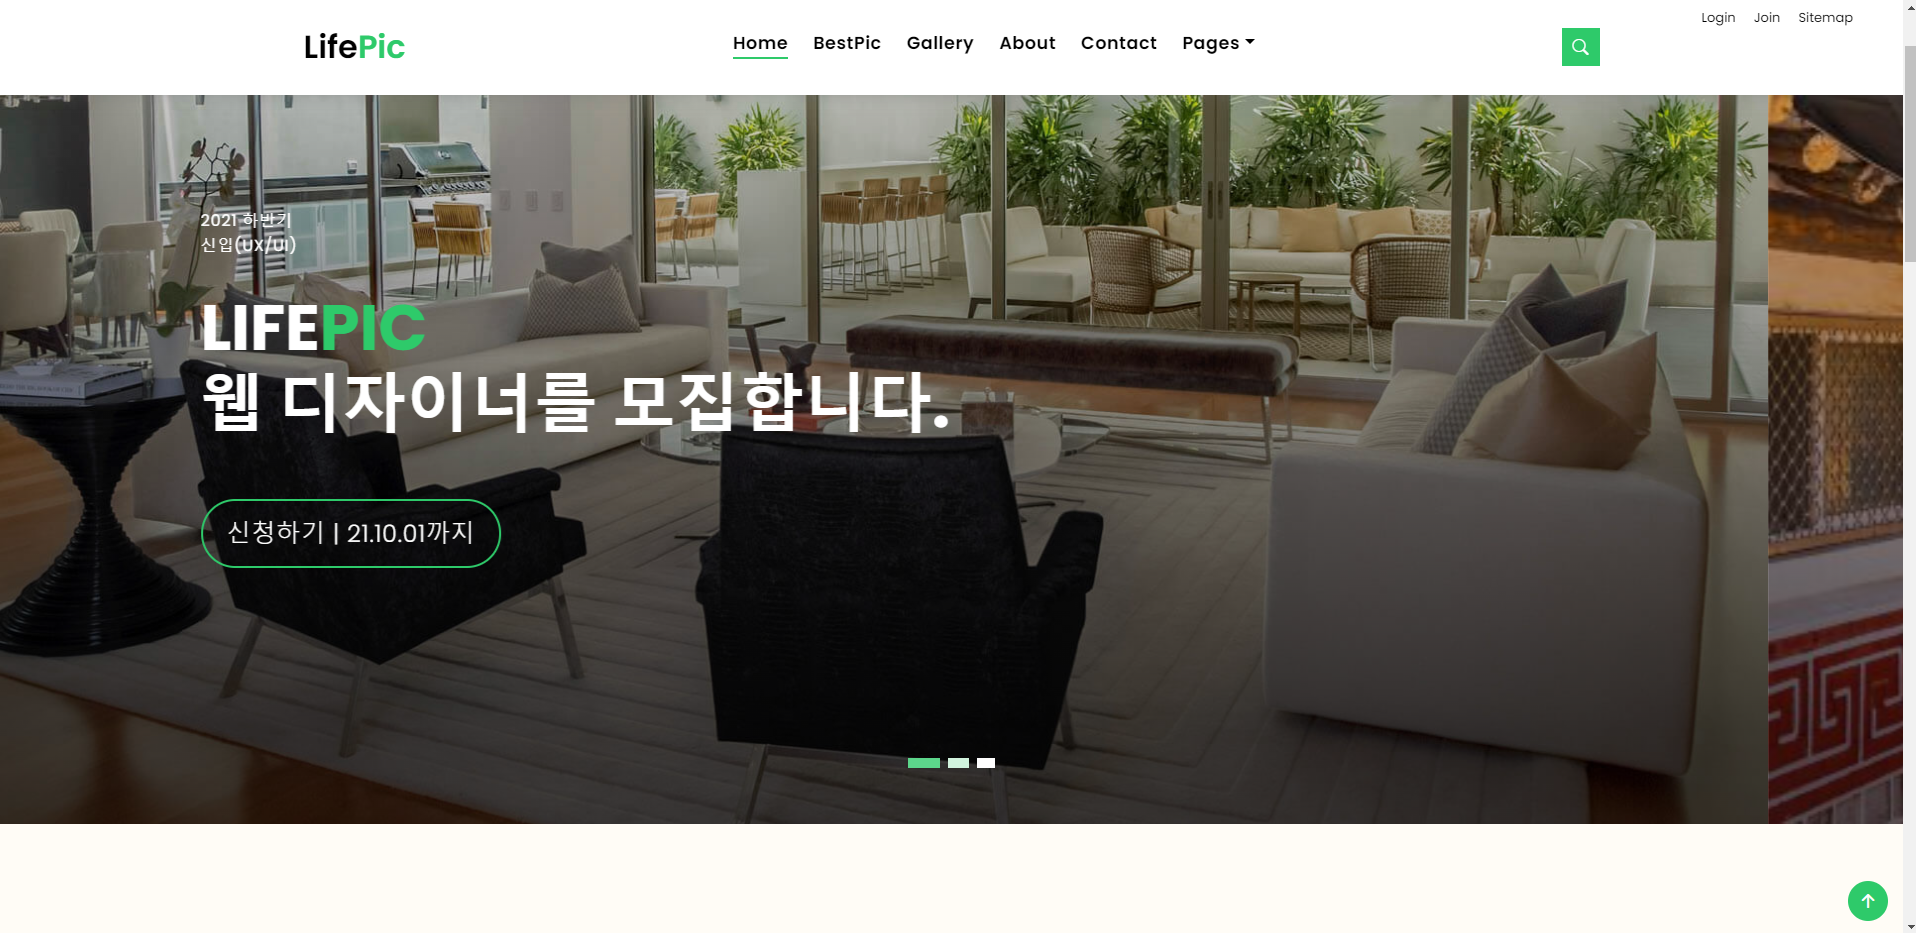 Login Join Sitemap
LifePic
Home BestPic Gallery About Contact Pages
2021 하반기
신입(UX/UI)
LIFEPIC
웹 디자이너를 모집합니다.
신청하기 | 21.10.01까지